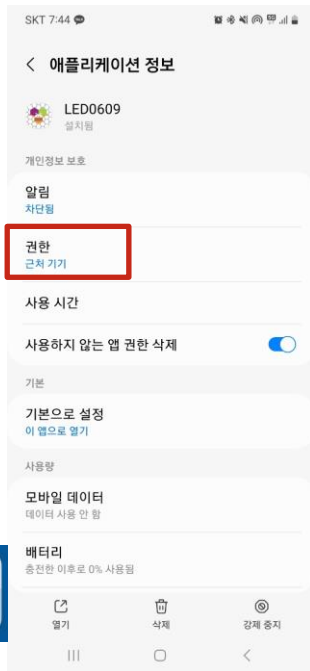 SKT 7:44
< 애플리케이션 정보
LED0609
설치됨
개인정보 보호
알림
차단됨
권한
근처 기기
사용 시간
사용하지 않는 앱 권한 삭제
기본
기본으로 설정
이 앱으로 열기
사용량
모바일 데이터
데이터 사용 안 함
배터리
충전한 이후로 0% 사용됨
열기 삭제 강제 중지